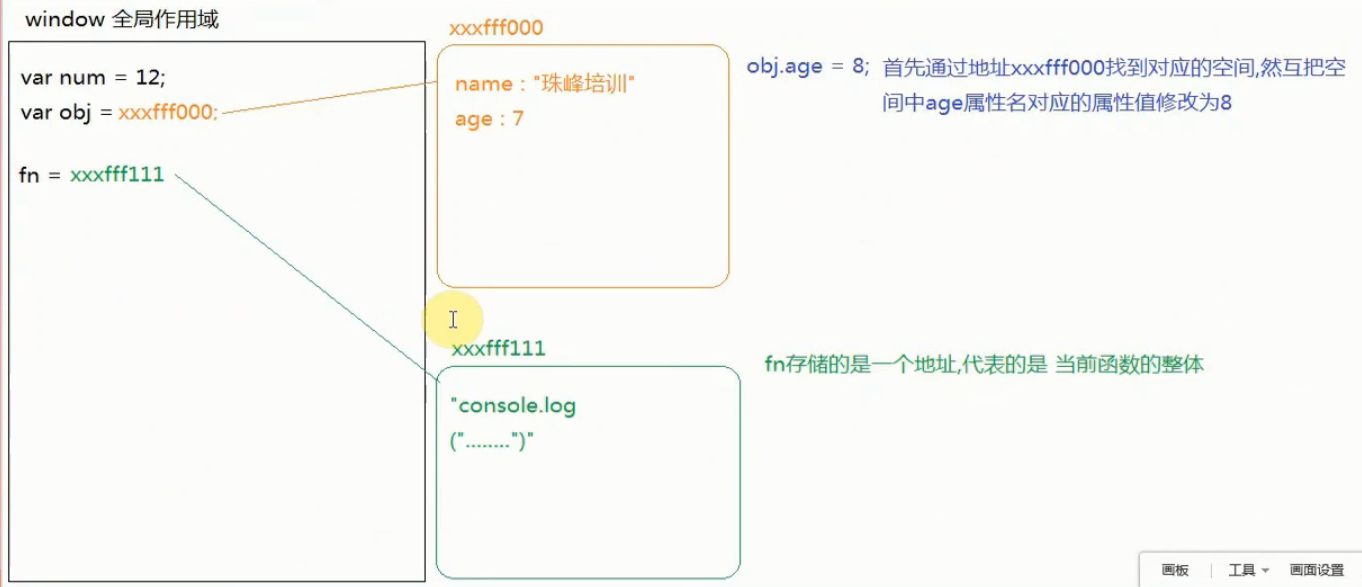 window 全局作用域
var num = 12;
var obj = xxxfff000;
fn = xxxfff111
xxxfff000
name : "珠峰培训"
age : 7
obj.age = 8; 首先通过地址xxxfff000找到对应的空间,然互把空
间中age属性名对应的属性值修改为8
xxxfff111
"console.log
("........")"
fn存储的是一个地址,代表的是 当前函数的整体
画板 工具 画面设置